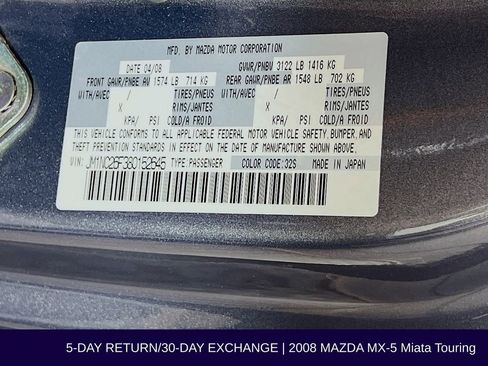 MFD. BY MAZDA MOTOR CORPORATION
DATE 04/08 GVWR/PNBV 3122 LB 1416 KG
FRONT GAWR/PNBE AV 1574 LB 714 KG REAR GAWR/PNBE AR 1548 LB 702 KG
WITH/AVEC / TIRES/PNEUS WITH/AVEC / TIRES/PNEUS
X RIMS/JANTES X RIMS/JANTES
KPA/ PSI COLD/A FROID KPA/ PSI COLD/A FROID
THIS VEHICLE CONFORMS TO ALL APPLICABLE FEDERAL MOTOR VEHICLE SAFETY, BUMPER, AND
THEFT PREVENTION STANDARDS IN EFFECT ON THE DATE OF MANUFACTURE SHOWN ABOVE.
VIN: JM1NC25F380152645 TYPE PASSENGER COLOR CODE:32S MADE IN JAPAN
5-DAY RETURN/30-DAY EXCHANGE | 2008 MAZDA MX-5 Miata Touring